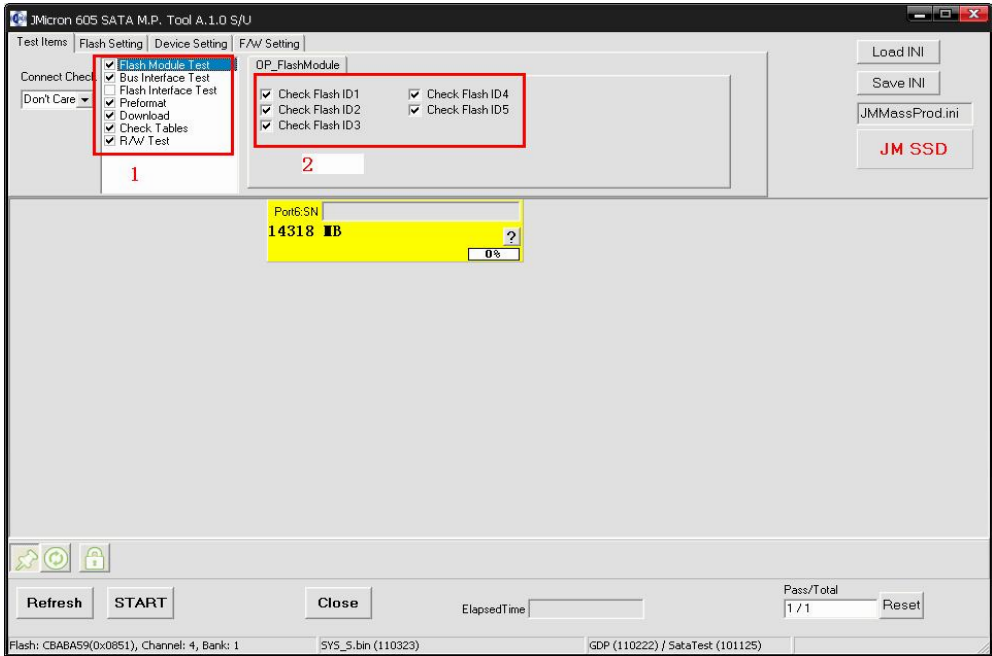 JMicron 605 SATA M.P. Tool A.1.0 S/U
Test Items Flash Setting Device Setting F/W Setting
Connect Check
Don't Care
Flash Module Test
Bus Interface Test
Flash Interface Test
Preformat
Download
Check Tables
R/W Test
1
OP_FlashModule
Check Flash ID1 Check Flash ID4
Check Flash ID2 Check Flash ID5
Check Flash ID3
2
Load INI
Save INI
JMMassProd.ini
JM SSD
Port6:SN
14318 MB
?
0%
Refresh START Close ElapsedTime
Pass/Total
1 / 1 Reset
Flash: CBABA59(0x0851), Channel: 4, Bank: 1 SYS_S.bin (110323) GDP (110222) / SataTest (101125)